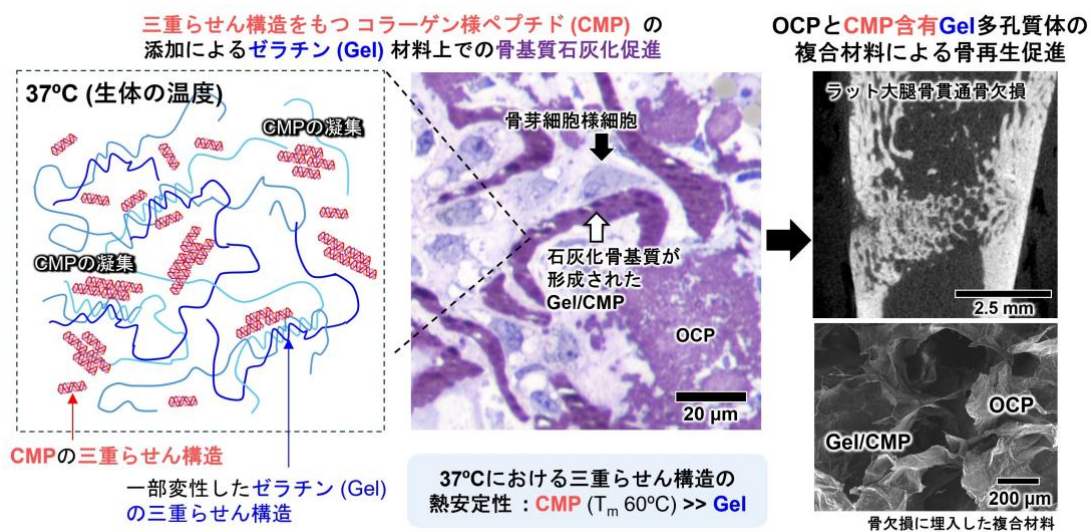 三重らせん構造をもつ コラーゲン様ペプチド (CMP) の
添加によるゼラチン (Gel) 材料上での骨基質石灰化促進
OCPとCMP含有Gel多孔質体の
複合材料による骨再生促進
37ºC (生体の温度)
CMPの凝集
CMPの凝集
CMPの三重らせん構造
一部変性したゼラチン (Gel)
の三重らせん構造
骨芽細胞様細胞
石灰化骨基質が
形成された
Gel/CMP
OCP
20 μm
37ºCにおける三重らせん構造の
熱安定性 : CMP (Tm 60ºC) >> Gel
ラット大腿骨貫通骨欠損
2.5 mm
OCP
Gel/CMP
200 μm
骨欠損に埋入した複合材料